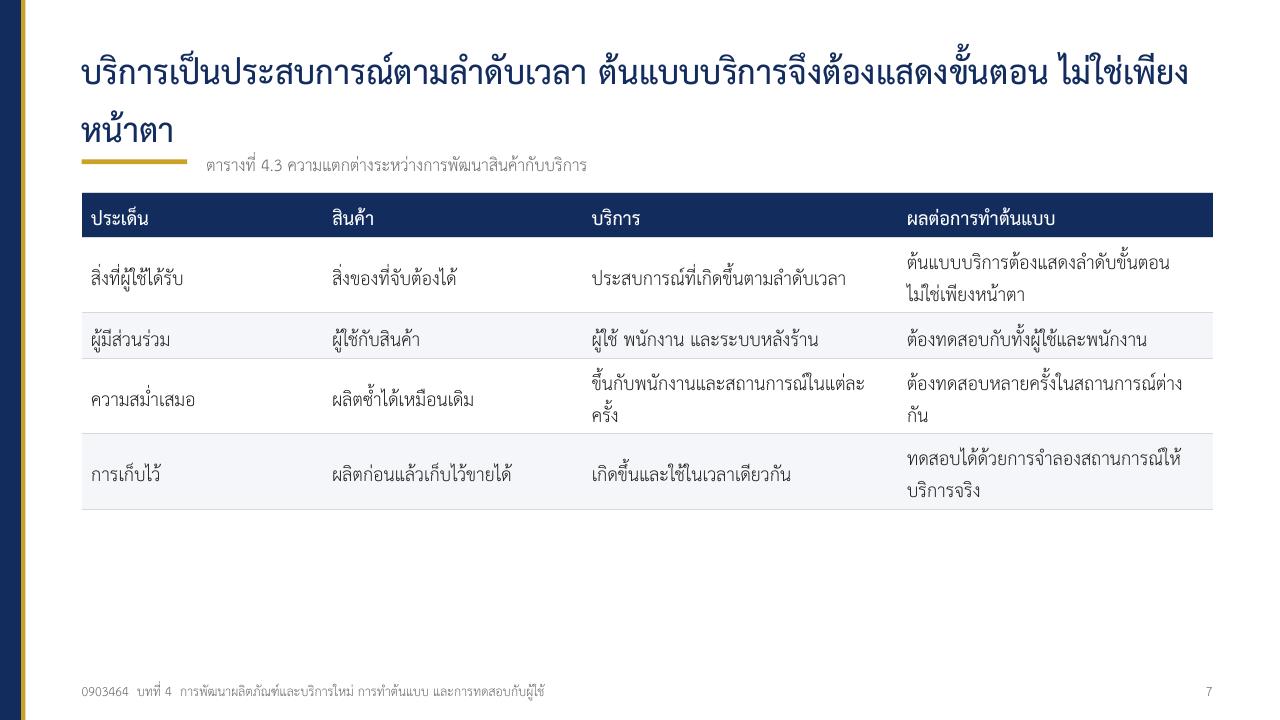 บริการเป็นประสบการณ์ตามลำดับเวลา ต้นแบบบริการจึงต้องแสดงขั้นตอน ไม่ใช่เพียง
หน้าตา
ตารางที่ 4.3 ความแตกต่างระหว่างการพัฒนาสินค้ากับบริการ
ประเด็น สินค้า บริการ ผลต่อการทำต้นแบบ
สิ่งที่ผู้ใช้ได้รับ สิ่งของที่จับต้องได้ ประสบการณ์ที่เกิดขึ้นตามลำดับเวลา ต้นแบบบริการต้องแสดงลำดับขั้นตอน
ไม่ใช่เพียงหน้าตา
ผู้มีส่วนร่วม ผู้ใช้กับสินค้า ผู้ใช้ พนักงาน และระบบหลังร้าน ต้องทดสอบกับทั้งผู้ใช้และพนักงาน
ความสม่ำเสมอ ผลิตซ้ำได้เหมือนเดิม ขึ้นกับพนักงานและสถานการณ์ในแต่ละ
ครั้ง
ต้องทดสอบหลายครั้งในสถานการณ์ต่าง
กัน
การเก็บไว้ ผลิตก่อนแล้วเก็บไว้ขายได้ เกิดขึ้นและใช้ในเวลาเดียวกัน ทดสอบได้ด้วยการจำลองสถานการณ์ให้
บริการจริง
0903464 บทที่ 4 การพัฒนาผลิตภัณฑ์และบริการใหม่ การทำต้นแบบ และการทดสอบกับผู้ใช้ 7